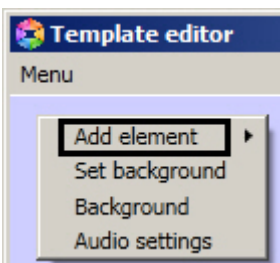 Template editor
Menu
Add element
Set background
Background
Audio settings